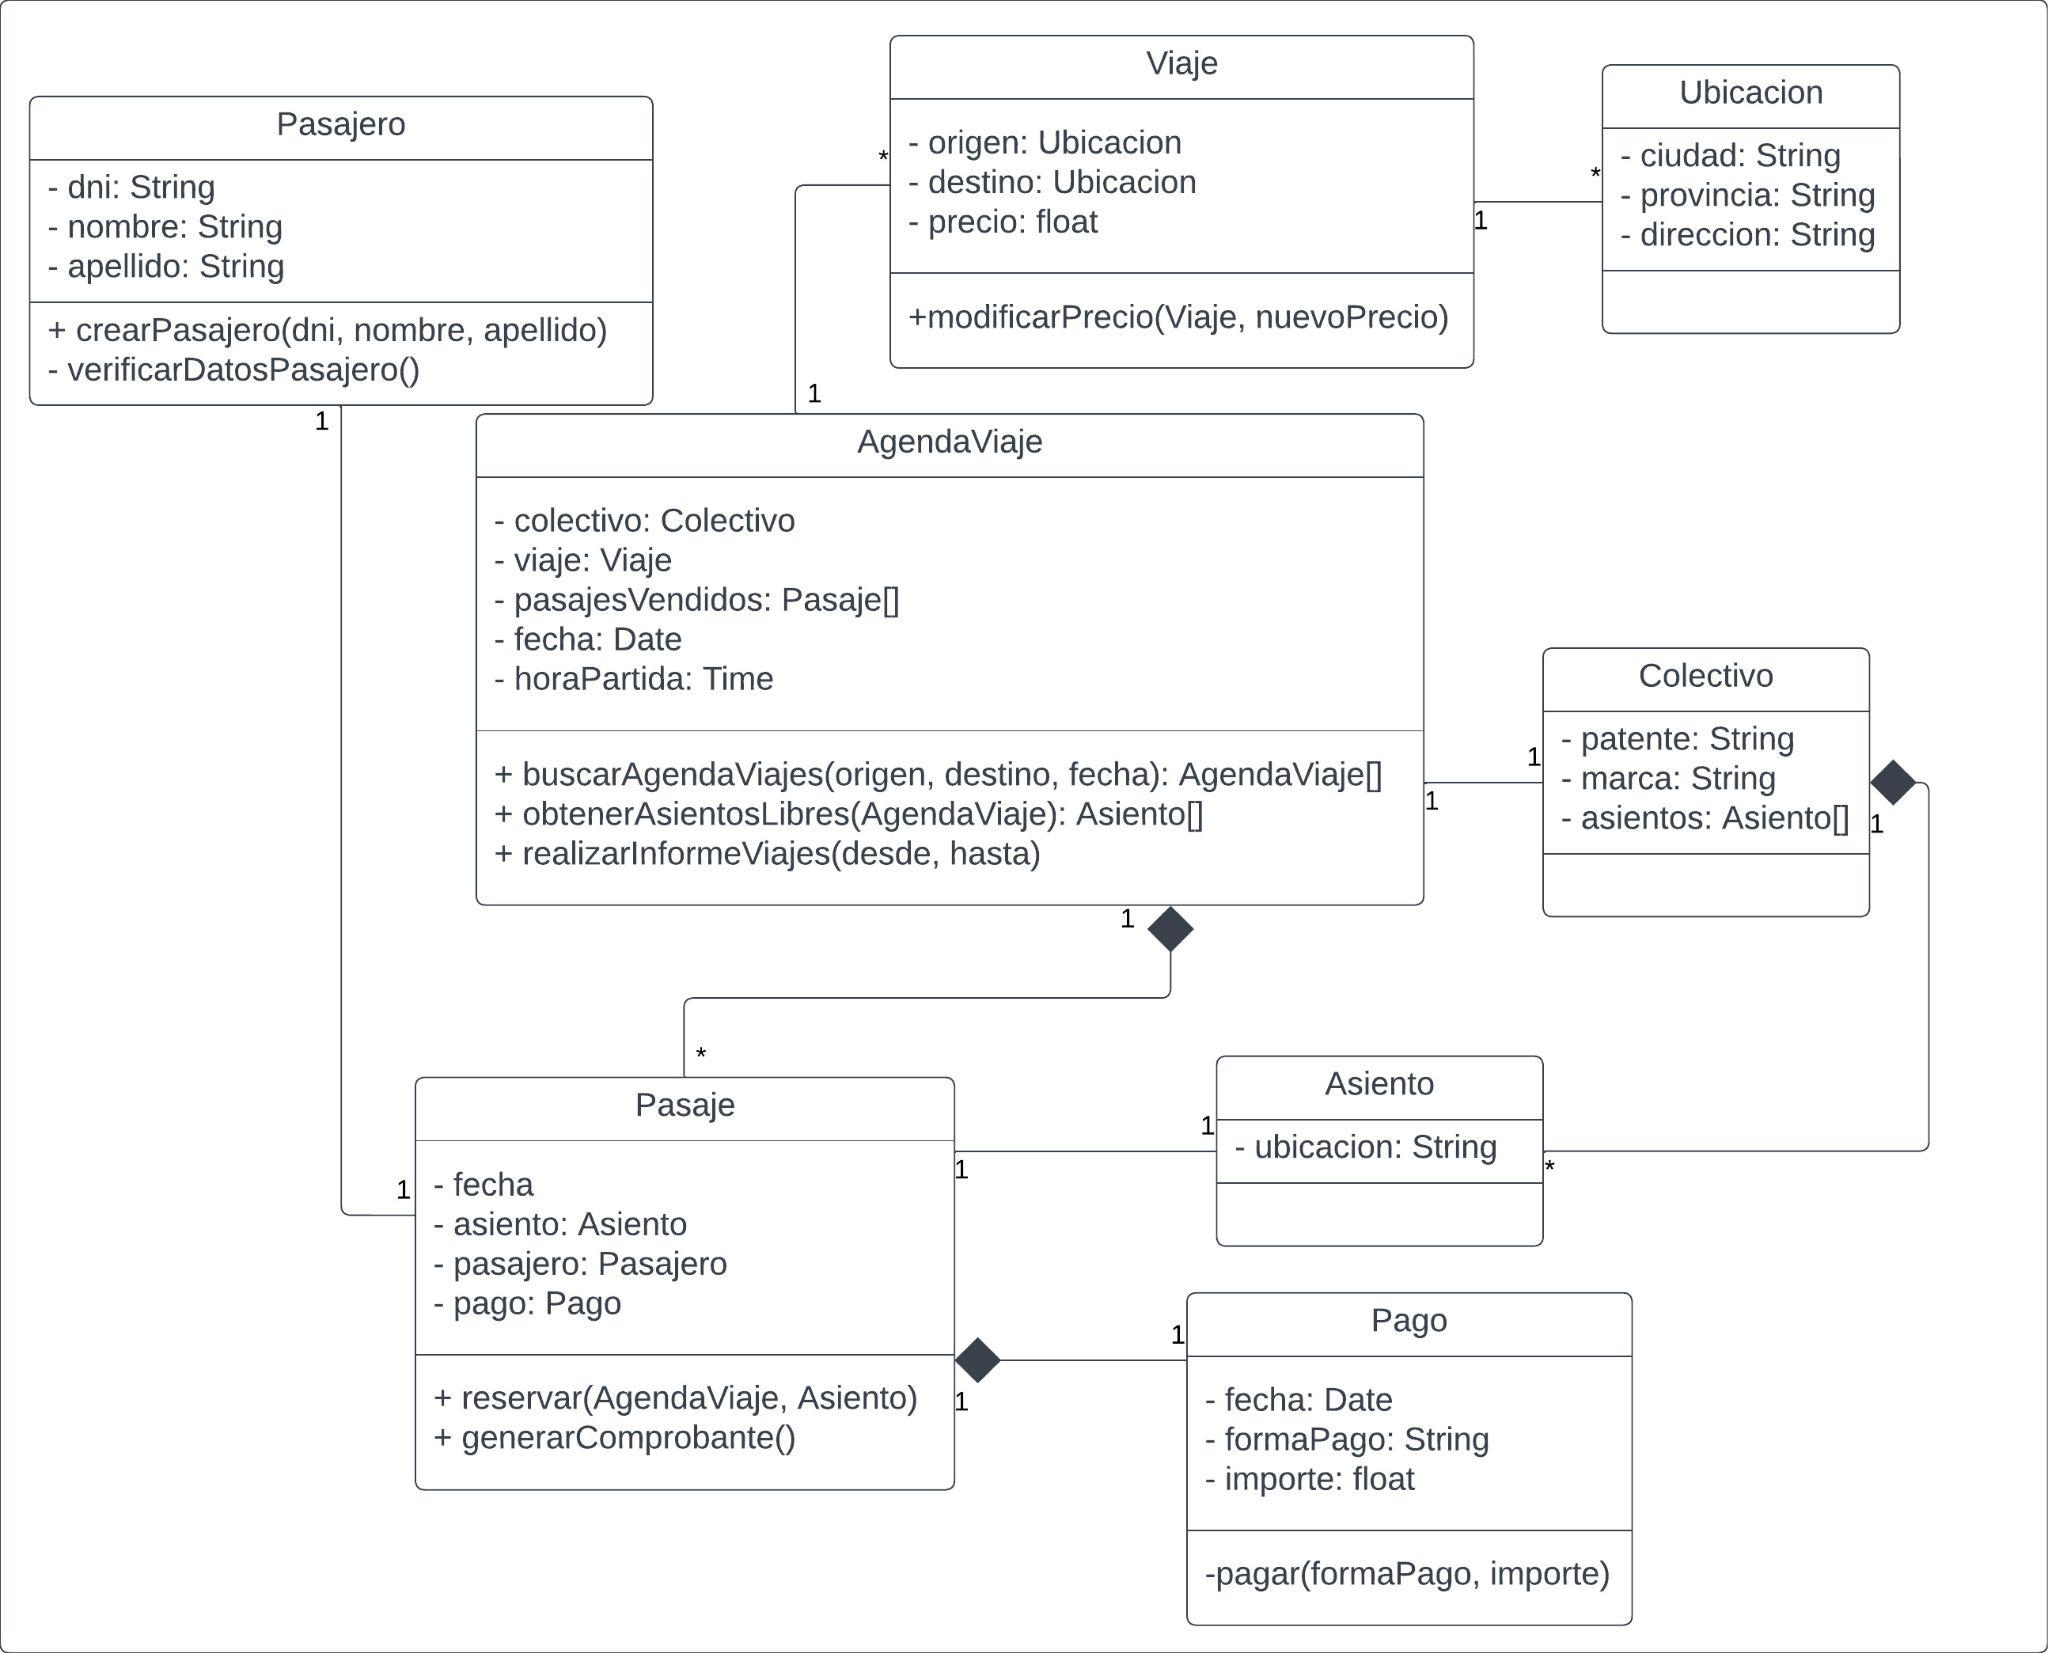 Pasajero
- dni: String
- nombre: String
- apellido: String
+ crearPasajero(dni, nombre, apellido)
- verificarDatosPasajero()
1
Viaje
- origen: Ubicacion
- destino: Ubicacion
- precio: float
+modificarPrecio(Viaje, nuevoPrecio)
*
1
1
*
Ubicacion
- ciudad: String
- provincia: String
- direccion: String
AgendaViaje
- colectivo: Colectivo
- viaje: Viaje
- pasajesVendidos: Pasaje[]
- fecha: Date
- horaPartida: Time
+ buscarAgendaViajes(origen, destino, fecha): AgendaViaje[]
+ obtenerAsientosLibres(AgendaViaje): Asiento[]
+ realizarInformeViajes(desde, hasta)
1
1
1
Colectivo
- patente: String
- marca: String
- asientos: Asiento[]
1
*
1
Pasaje
- fecha
- asiento: Asiento
- pasajero: Pasajero
- pago: Pago
+ reservar(AgendaViaje, Asiento)
+ generarComprobante()
1
1
Asiento
- ubicacion: String
*
1
1
Pago
- fecha: Date
- formaPago: String
- importe: float
-pagar(formaPago, importe)